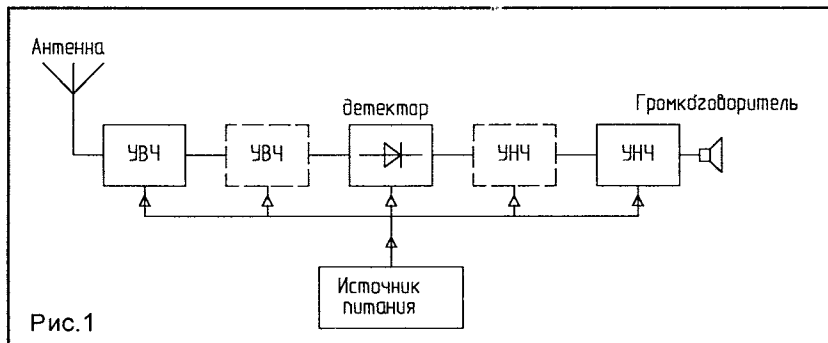 Антенна
детектор
Громкоговоритель
УВЧ
УВЧ
УНЧ
УНЧ
Источник
питания
Рис.1